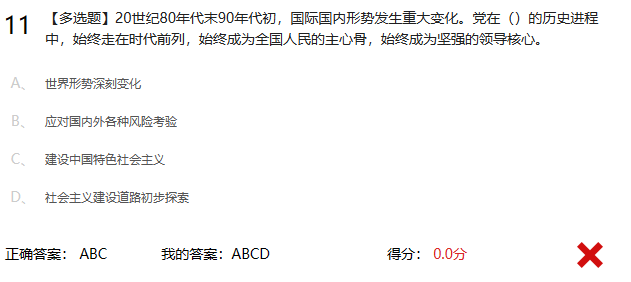 11
【多选题】20世纪80年代末90年代初，国际国内形势发生重大变化。党在（）的历史进程
中，始终走在时代前列，始终成为全国人民的主心骨，始终成为坚强的领导核心。
A、 世界形势深刻变化
B、 应对国内外各种风险考验
C、 建设中国特色社会主义
D、 社会主义建设道路初步探索
正确答案： ABC 我的答案：ABCD 得分： 0.0分